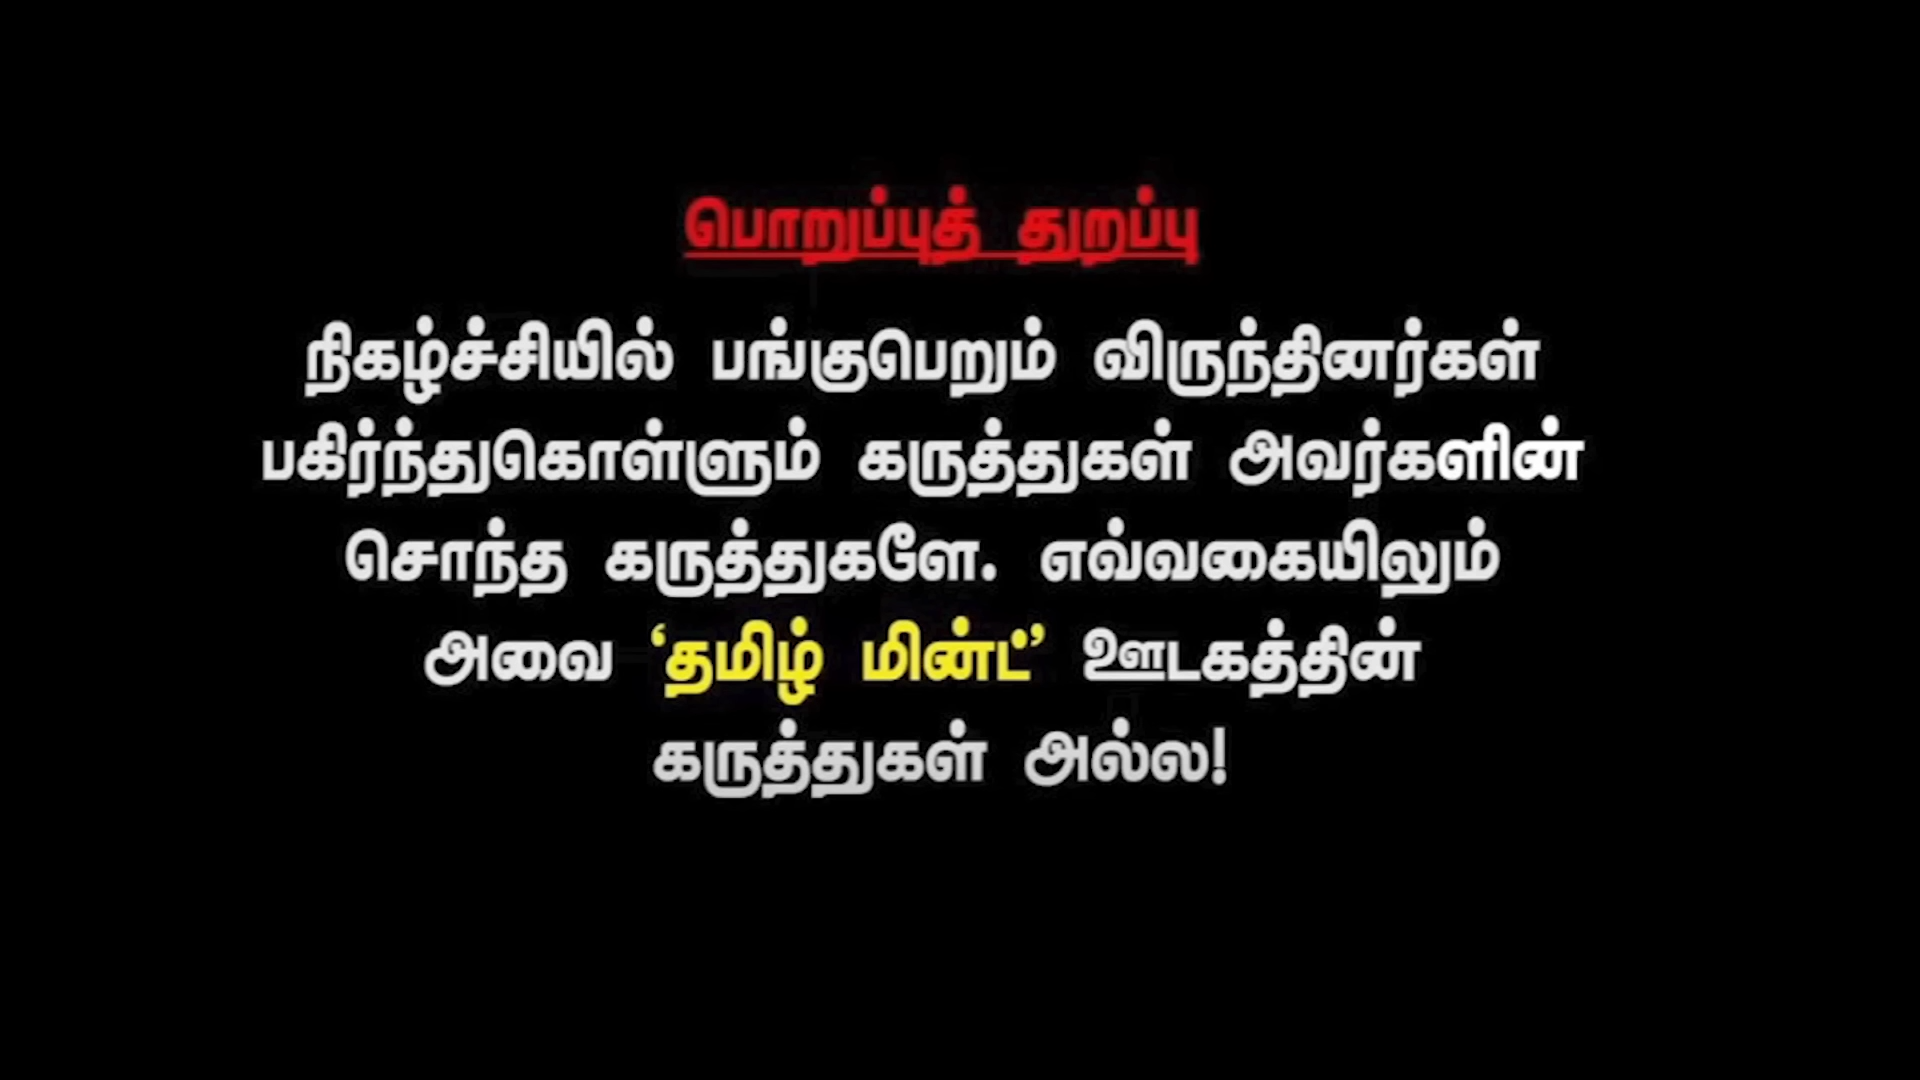 பொறுப்புத் துறப்பு
நிகழ்ச்சியில் பங்குபெறும் விருந்தினர்கள்
பகிர்ந்துகொள்ளும் கருத்துகள் அவர்களின்
சொந்த கருத்துகளே. எவ்வகையிலும்
அவை ‘தமிழ் மின்ட்’ ஊடகத்தின்
கருத்துகள் அல்ல!